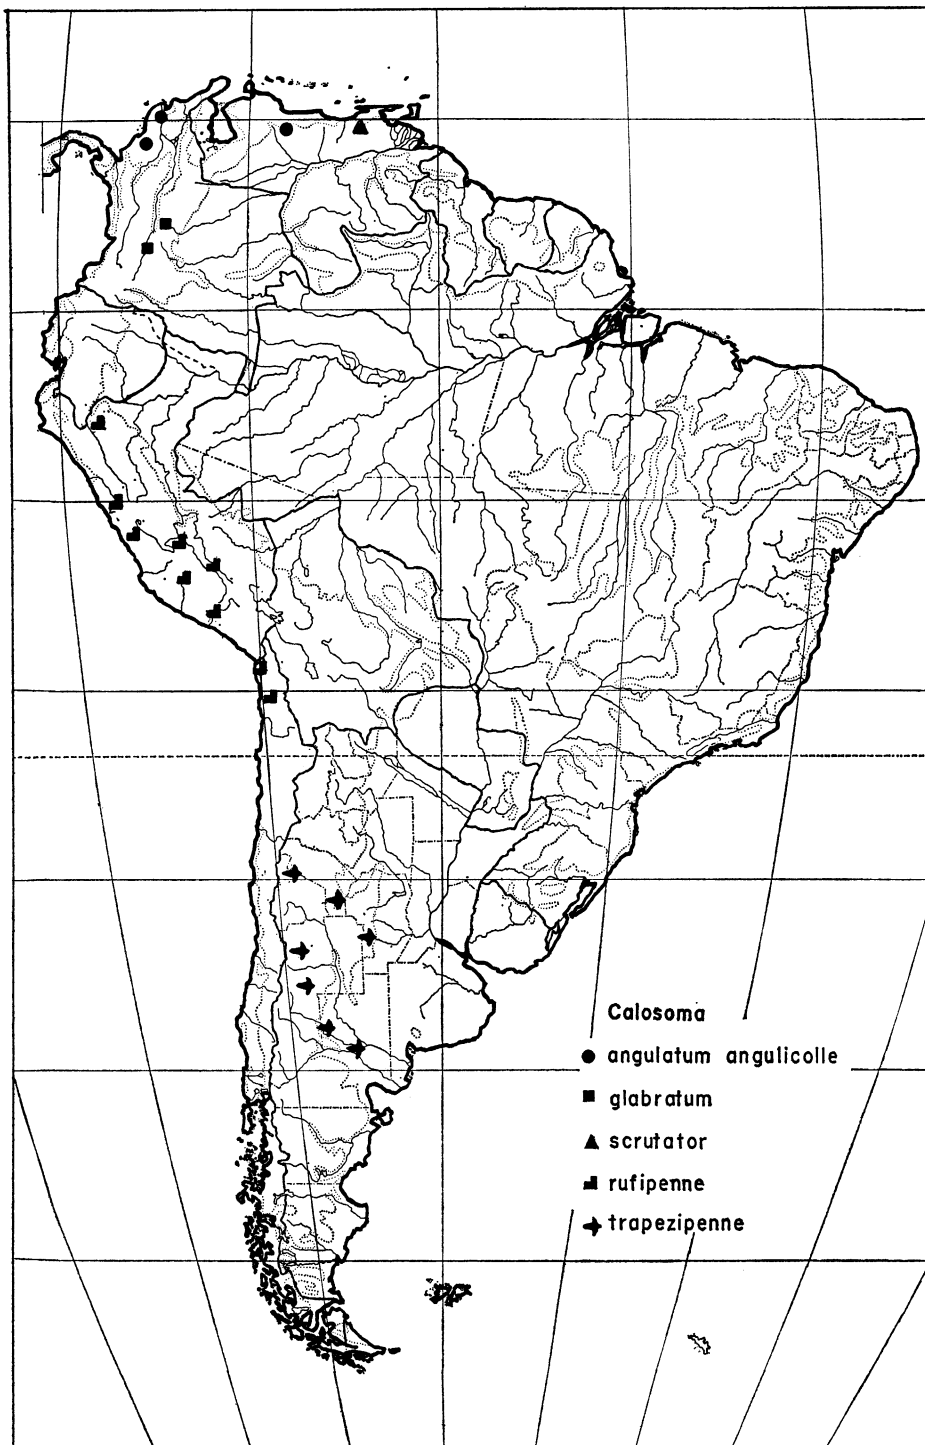 Calosoma
angulatum angulicolle
glabratum
scrutator
rufipenne
trapezipenne